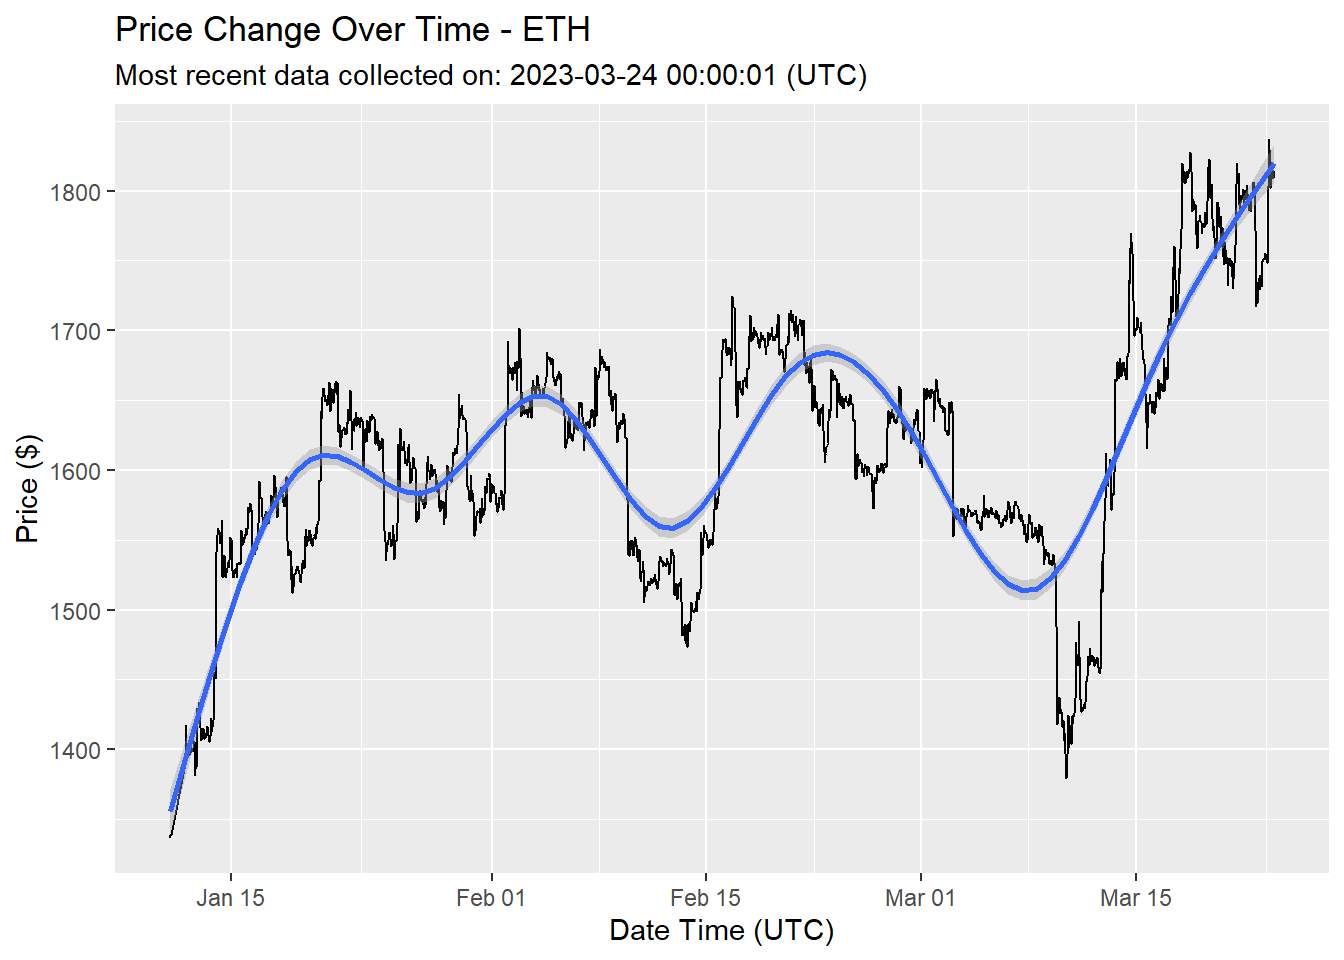 Price Change Over Time - ETH
Most recent data collected on: 2023-03-24 00:00:01 (UTC)
Price ($)
1800
1700
1600
1500
1400
Jan 15
Feb 01
Feb 15
Mar 01
Mar 15
Date Time (UTC)